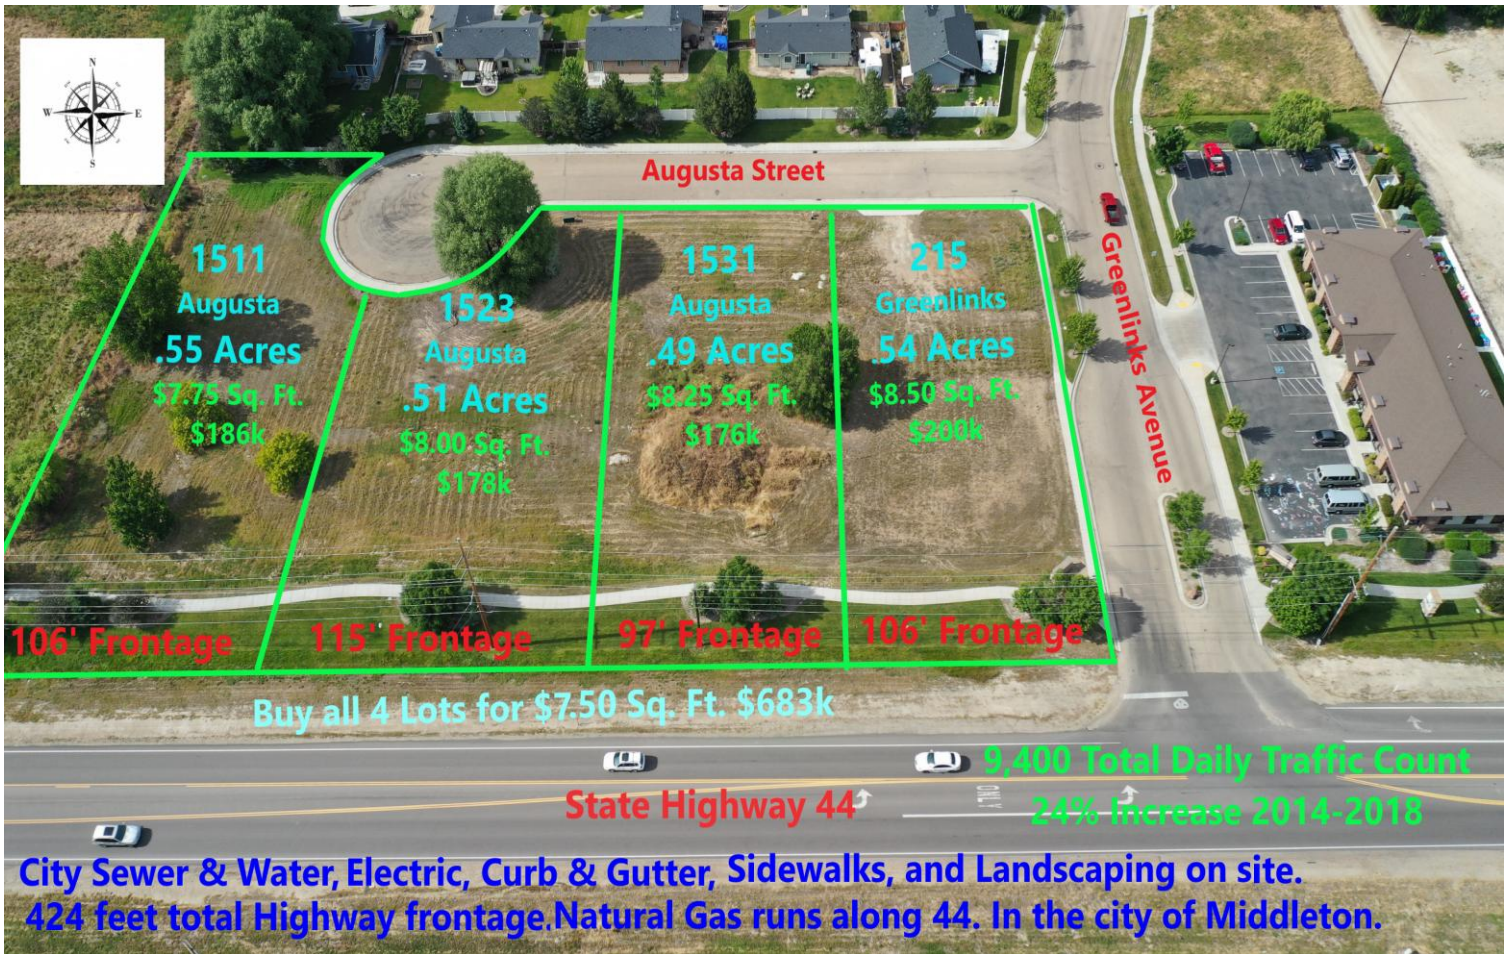 N
W E
S
Augusta Street
Greenlinks Avenue
1511
Augusta
.55 Acres
$7.75 Sq. Ft.
$186k
1523
Augusta
.51 Acres
$8.00 Sq. Ft.
$178k
1531
Augusta
.49 Acres
$8.25 Sq. Ft.
$176k
215
Greenlinks
.54 Acres
$8.50 Sq. Ft.
$200k
106' Frontage
115' Frontage
97' Frontage
106' Frontage
Buy all 4 Lots for $7.50 Sq. Ft. $683k
9,400 Total Daily Traffic Count
24% Increase 2014-2018
ONLY
State Highway 44
City Sewer & Water, Electric, Curb & Gutter, Sidewalks, and Landscaping on site.
424 feet total Highway frontage. Natural Gas runs along 44. In the city of Middleton.